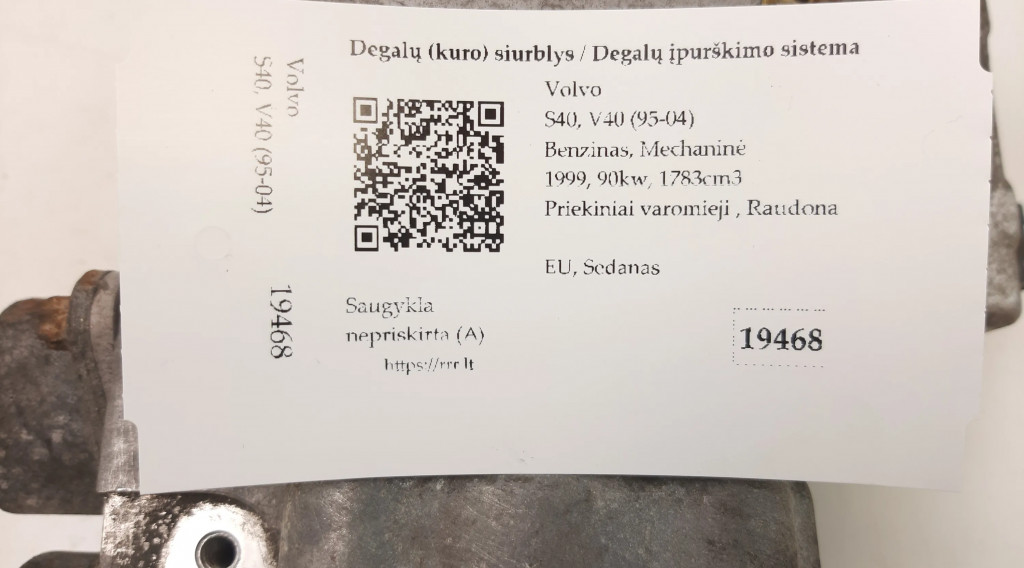 Degalų (kuro) siurblys / Degalų įpurškimo sistema
Volvo
S40, V40 (95-04)
Benzinas, Mechaninė
1999, 90kw, 1783cm3
Priekiniai varomieji , Raudona
EU, Sedanas
Saugykla
nepriskirta (A)
https://rrr.lt
19468
Volvo
S40, V40 (95-04)
19468